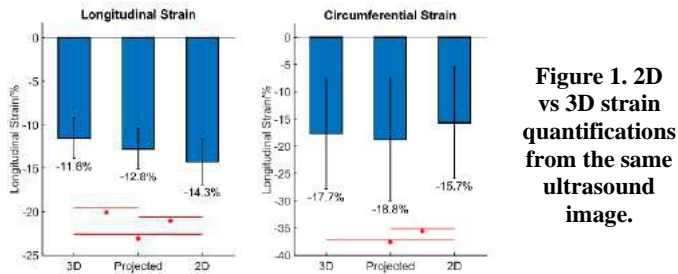 Longitudinal Strain
0
-5
-10
-15
-20
-25
Longitudinal Strain/%
-11.6%
-12.8%
-14.3%
3D Projected 2D
Circumferential Strain
0
-5
-10
-15
-20
-25
-30
-35
-40
Longitudinal Strain/%
-17.7%
-18.8%
-15.7%
3D Projected 2D
Figure 1. 2D
vs 3D strain
quantifications
from the same
ultrasound
image.